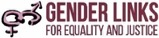 GENDER LINKS
FOR EQUALITY AND JUSTICE